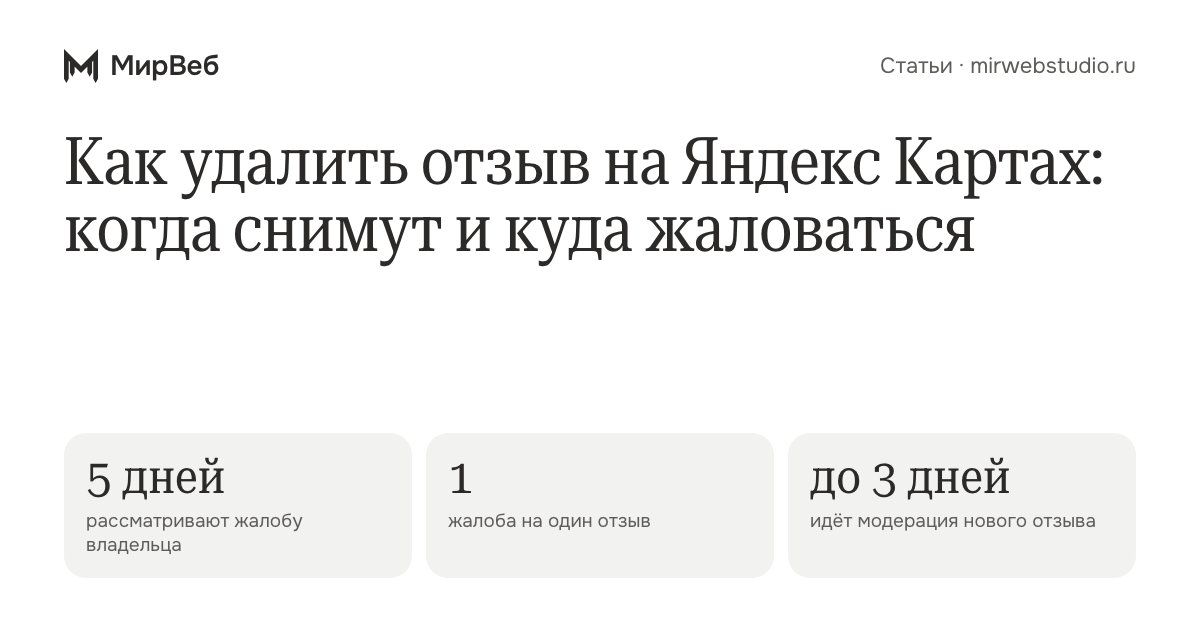 МирВеб
Статьи · mirwebstudio.ru
Как удалить отзыв на Яндекс Картах:
когда снимут и куда жаловаться
5 дней
рассматривают жалобу
владельца
1
жалоба на один отзыв
до 3 дней
идёт модерация нового отзыва